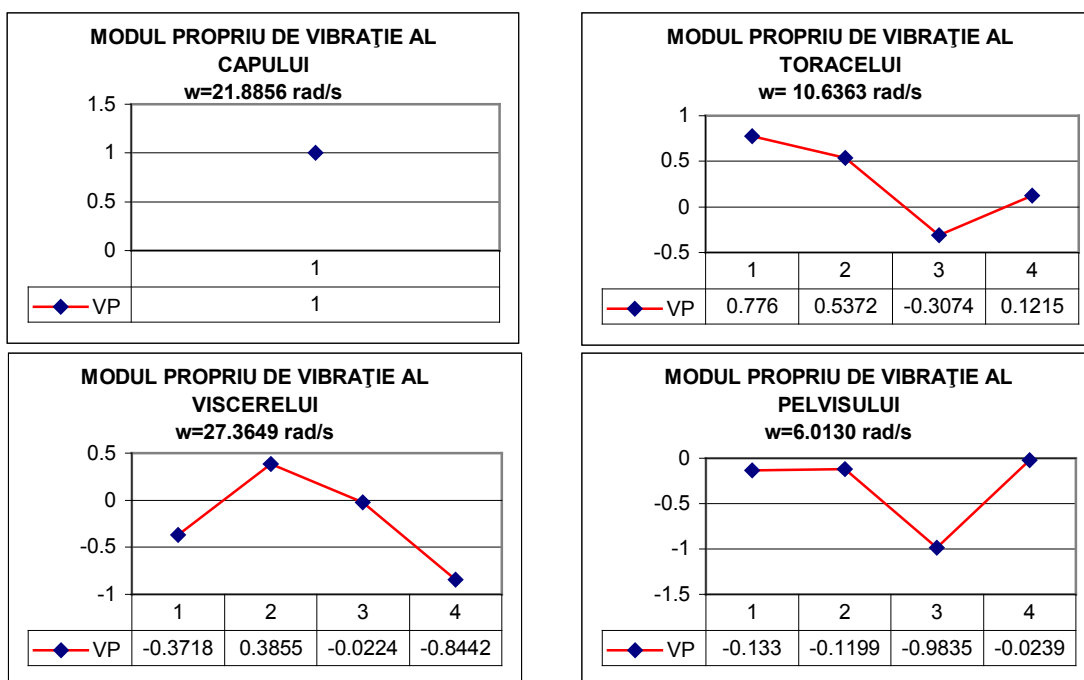 MODUL PROPRIU DE VIBRAŢIE AL
CAPULUI
w=21.8856 rad/s
1.5
1
0.5
0
1
VP 1
MODUL PROPRIU DE VIBRAŢIE AL
TORACELUI
w= 10.6363 rad/s
1
0.5
0
-0.5
1 2 3 4
VP 0.776 0.5372 -0.3074 0.1215
MODUL PROPRIU DE VIBRAŢIE AL
VISCERELUI
w=27.3649 rad/s
0.5
0
-0.5
-1
1 2 3 4
VP -0.3718 0.3855 -0.0224 -0.8442
MODUL PROPRIU DE VIBRAŢIE AL
PELVISULUI
w=6.0130 rad/s
0
-0.5
-1
-1.5
1 2 3 4
VP -0.133 -0.1199 -0.9835 -0.0239